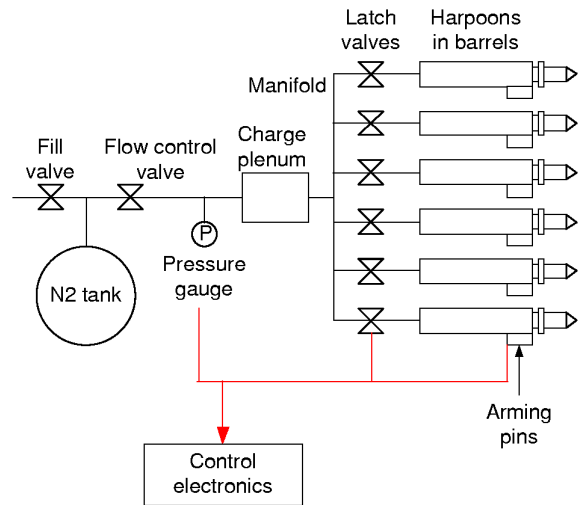 Latch
valves
Harpoons
in barrels
Manifold
Charge
plenum
Fill
valve
Flow control
valve
P
Pressure
gauge
N2 tank
Arming
pins
Control
electronics